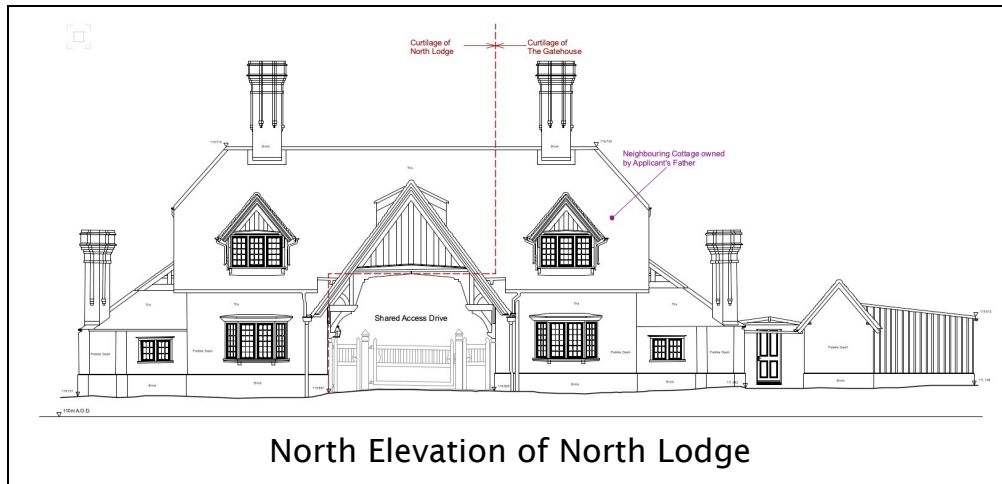 Curtilage of
North Lodge
Curtilage of
The Gatehouse
Brick
Brick
Tile
Neighbouring Cottage owned
by Applicant's Father
Tile
Tile
Tile
Tile
Shared Access Drive
Pebble Dash
Pebble Dash
Pebble Dash
Pebble Dash
Pebble Dash
Brick
Brick
Brick
Brick
Brick
110m A.O.D.
North Elevation of North Lodge